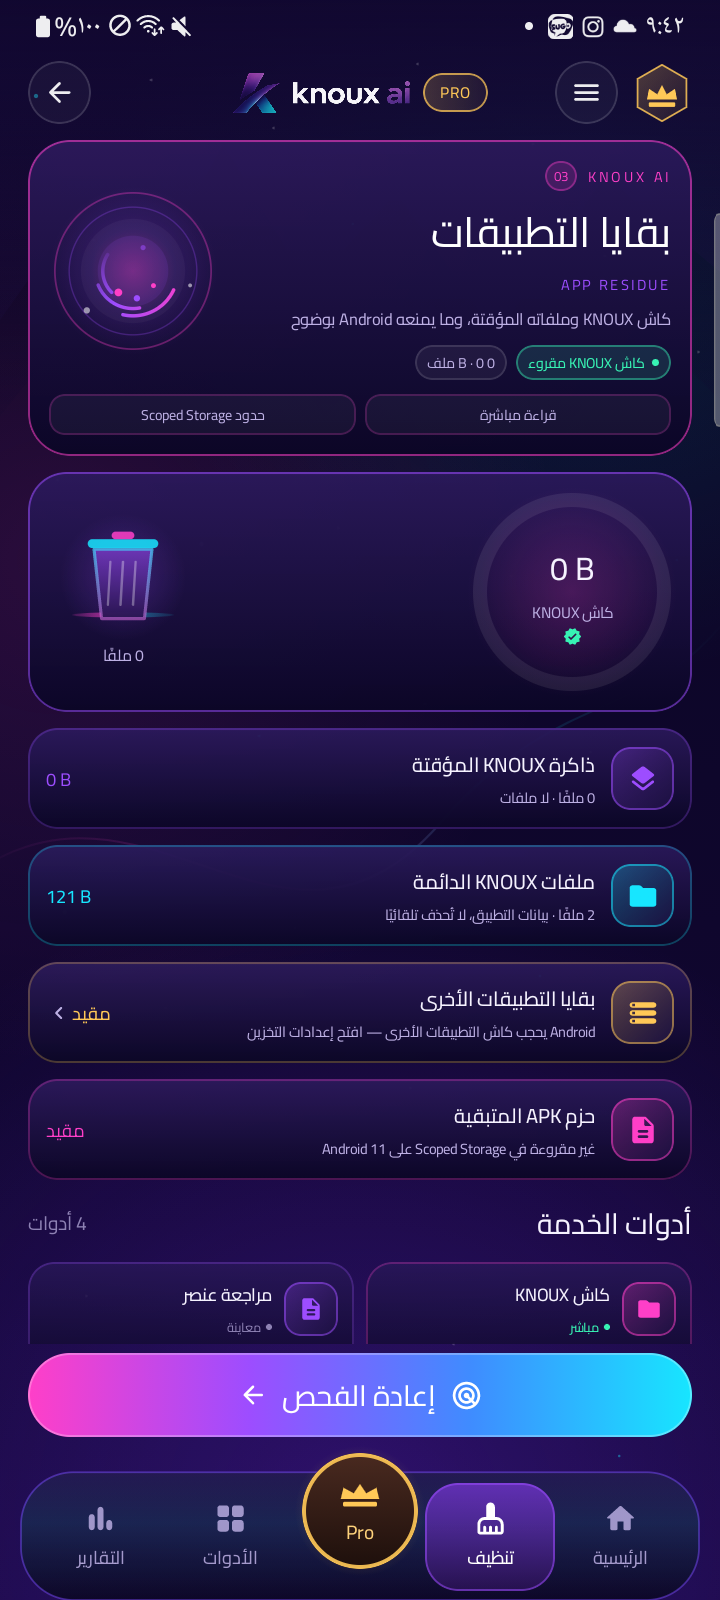 ٩:٤٢
%١٠٠
PRO
knoux ai
KNOUX AI 03
بقايا التطبيقات
APP RESIDUE
كاش KNOUX وملفاته المؤقتة، وما يمنعه Android بوضوح
كاش KNOUX مقروء
0 B · 0 ملف
قراءة مباشرة
حدود Scoped Storage
0 B
كاش KNOUX
0 ملفًا
ذاكرة KNOUX المؤقتة
0 B
0 ملفًا · لا ملفات
ملفات KNOUX الدائمة
121 B
2 ملفًا · بيانات التطبيق، لا تُحذف تلقائيًا
بقايا التطبيقات الأخرى
مقيد
Android يحجب كاش التطبيقات الأخرى — افتح إعدادات التخزين
حزم APK المتبقية
مقيد
غير مقروءة في Scoped Storage على Android 11
أدوات الخدمة
4 أدوات
كاش KNOUX
مباشر
مراجعة عنصر
معاينة
إعادة الفحص
الرئيسية
تنظيف
Pro
الأدوات
التقارير